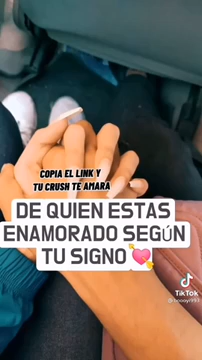 COPIA EL LINK Y
TU CRUSH TE AMARA
DE QUIEN ESTAS
ENAMORADO SEGÚN
TU SIGNO 💘
TikTok